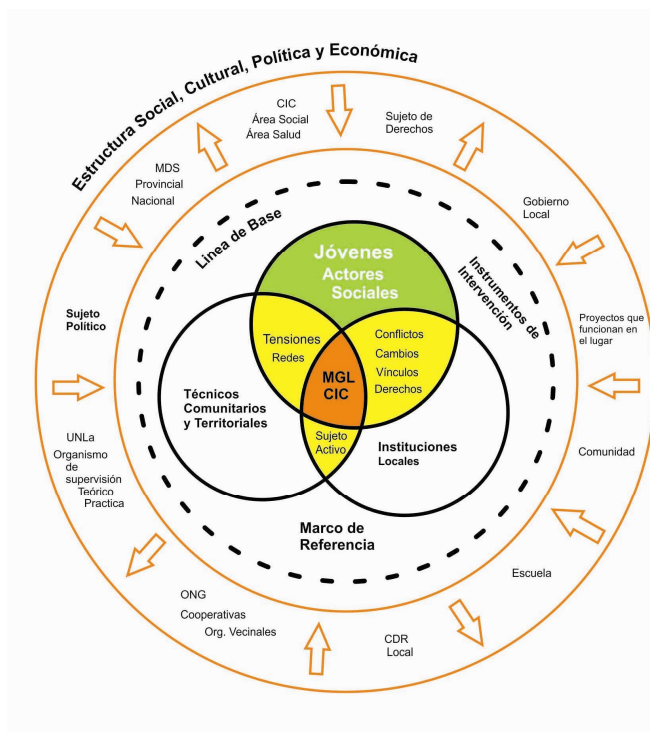 Estructura Social, Cultural, Política y Económica
CIC
Área Social
Área Salud
Sujeto de
Derechos
MDS
Provincial
Nacional
Gobierno
Local
Linea de Base
Instrumentos de
Intervención
Jóvenes
Actores
Sociales
Sujeto
Político
Proyectos que
funcionan en
el lugar
Tensiones
Redes
Conflictos
Cambios
Vínculos
Derechos
MGL
CIC
Técnicos
Comunitarios
y Territoriales
Sujeto
Activo
Instituciones
Locales
UNLa
Organismo
de
supervisión
Teórico
Practica
Comunidad
Marco de
Referencia
Escuela
ONG
Cooperativas
Org. Vecinales
CDR
Local